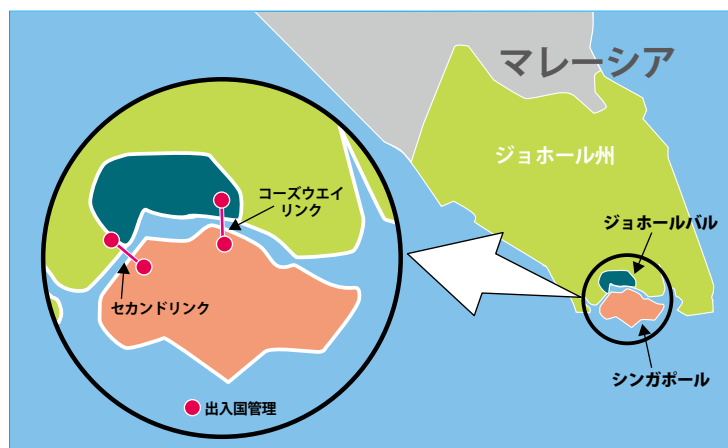 マレーシア
ジョホール州
コーズウエイ
リンク
ジョホールバル
セカンドリンク
シンガポール
出入国管理